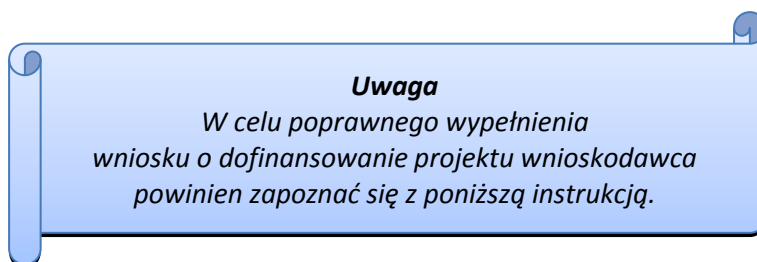 Uwaga
W celu poprawnego wypełnienia
wniosku o dofinansowanie projektu wnioskodawca
powinien zapoznać się z poniższą instrukcją.